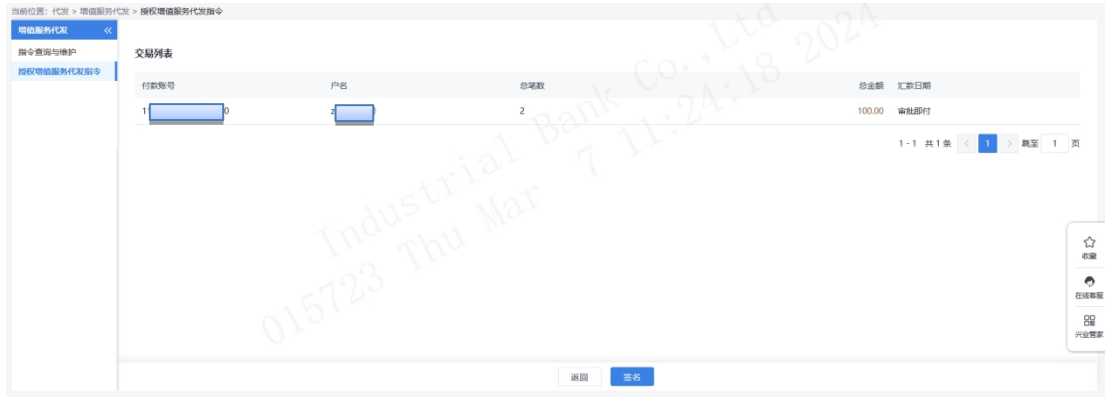 当前位置：代发 > 增值服务代发 > 授权增值服务代发指令
增值服务代发 «
指令查询与维护
授权增值服务代发指令
交易列表
付款账号 户名 总笔数 总金额 汇款日期
1 0 z 2 100.00 审批即付
1-1 共1条 < 1 > 跳至 1 页
Industrial Bank Co.,Ltd
015723 Thu Mar 7 11:24:18 2024
收藏
在线客服
兴业管家
返回 签名